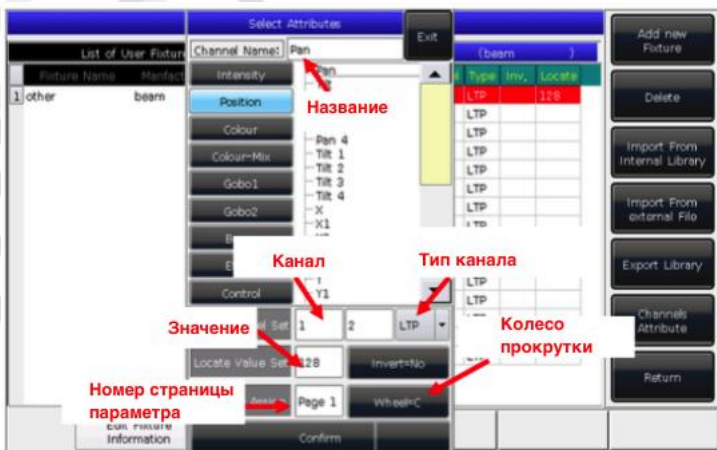 Select Attributes
Exit
Add new
Fixture
List of User Fixture
Channel Name:
Pan
(beam )
Fixture Name
Manfact
Intensity
Pan
Type
Inv.
Locate
1
other
beam
Position
Название
LTP
128
Delete
LTP
Colour
LTP
Pan 4
LTP
Colour-Mix
Tilt 1
LTP
Import From
Internal Library
Tilt 2
Gobo1
Tilt 3
LTP
Tilt 4
LTP
Gobo2
X
Import From
external File
X1
LTP
Канал
Тип канала
Export Library
Control
Y1
LTP
Значение
Set
1
2
LTP
Колесо
прокрутки
Channels
Attribute
Locate Value Set
128
Invert=No
Номер страницы
параметра
Page 1
Wheel=C
Return
Edit Fixture
Information
Confirm